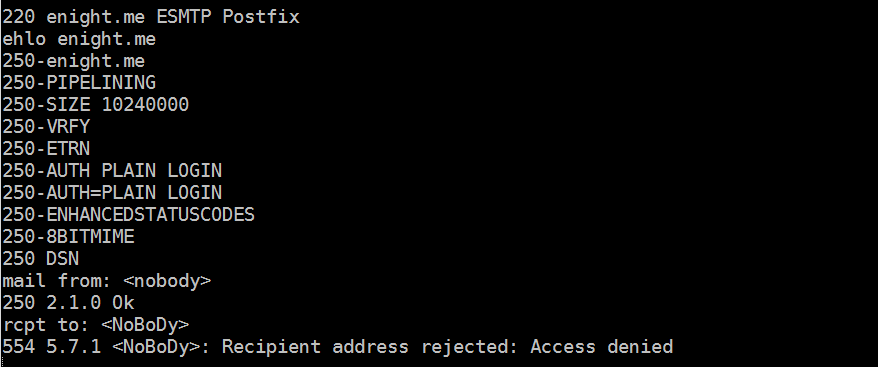 220 enight.me ESMTP Postfix
ehlo enight.me
250-enight.me
250-PIPELINING
250-SIZE 10240000
250-VRFY
250-ETRN
250-AUTH PLAIN LOGIN
250-AUTH=PLAIN LOGIN
250-ENHANCEDSTATUSCODES
250-8BITMIME
250 DSN
mail from: <nobody>
250 2.1.0 Ok
rcpt to: <NoBoDy>
554 5.7.1 <NoBoDy>: Recipient address rejected: Access denied